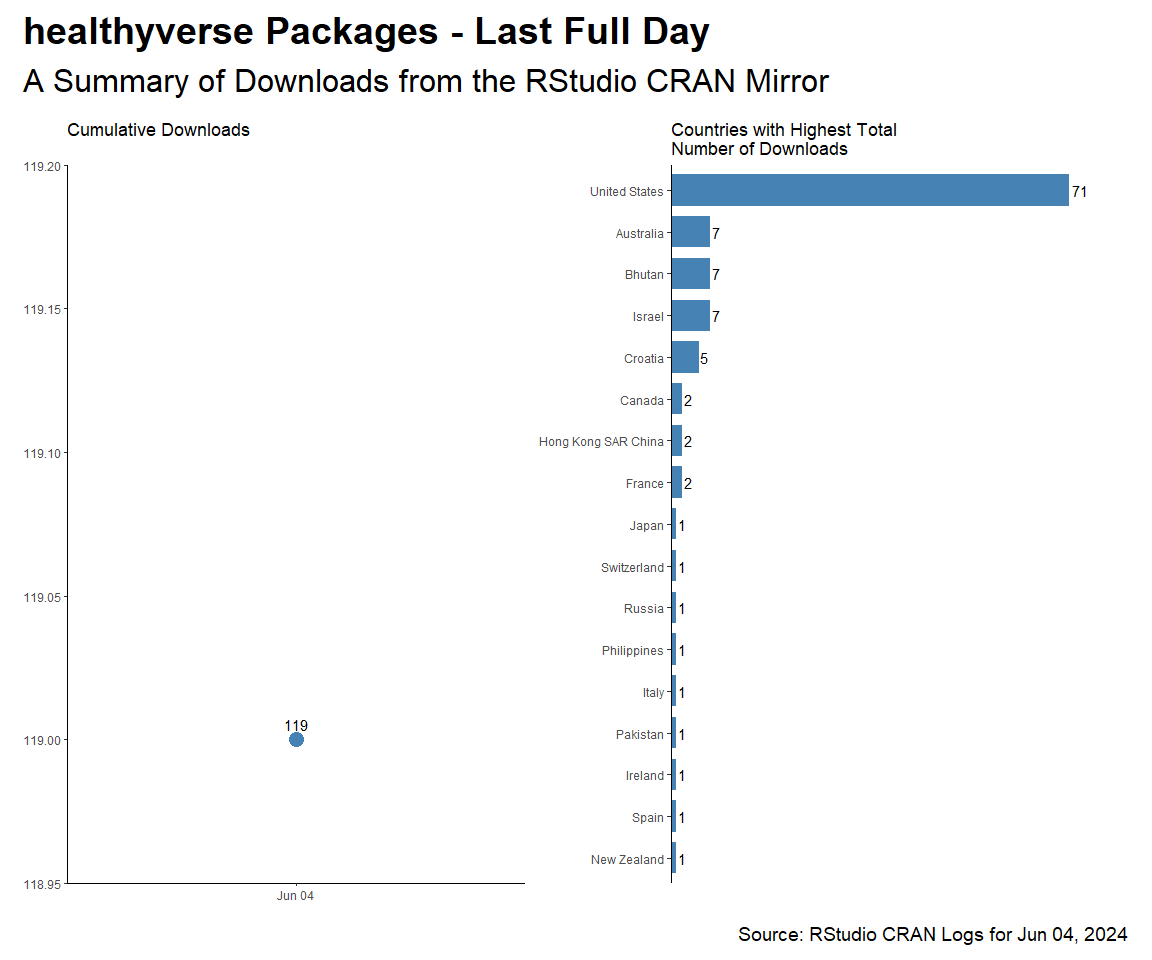 healthyverse Packages - Last Full Day
A Summary of Downloads from the RStudio CRAN Mirror
Cumulative Downloads
119.20
119.15
119.10
119.05
119.00
118.95
119
Jun 04
Countries with Highest Total
Number of Downloads
United States 71
Australia 7
Bhutan 7
Israel 7
Croatia 5
Canada 2
Hong Kong SAR China 2
France 2
Japan 1
Switzerland 1
Russia 1
Philippines 1
Italy 1
Pakistan 1
Ireland 1
Spain 1
New Zealand 1
Source: RStudio CRAN Logs for Jun 04, 2024